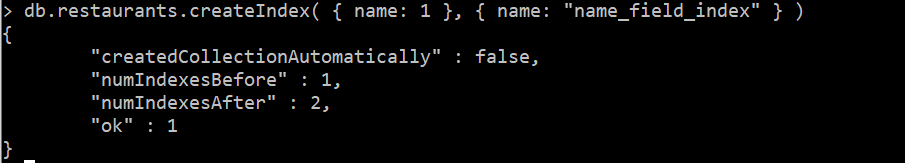 > db.restaurants.createIndex( { name: 1 }, { name: "name_field_index" } )
{
        "createdCollectionAutomatically" : false,
        "numIndexesBefore" : 1,
        "numIndexesAfter" : 2,
        "ok" : 1
}